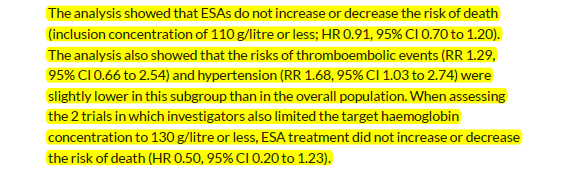 The analysis showed that ESAs do not increase or decrease the risk of death
(inclusion concentration of 110 g/litre or less; HR 0.91, 95% CI 0.70 to 1.20).
The analysis also showed that the risks of thromboembolic events (RR 1.29,
95% CI 0.66 to 2.54) and hypertension (RR 1.68, 95% CI 1.03 to 2.74) were
slightly lower in this subgroup than in the overall population. When assessing
the 2 trials in which investigators also limited the target haemoglobin
concentration to 130 g/litre or less, ESA treatment did not increase or decrease
the risk of death (HR 0.50, 95% CI 0.20 to 1.23).